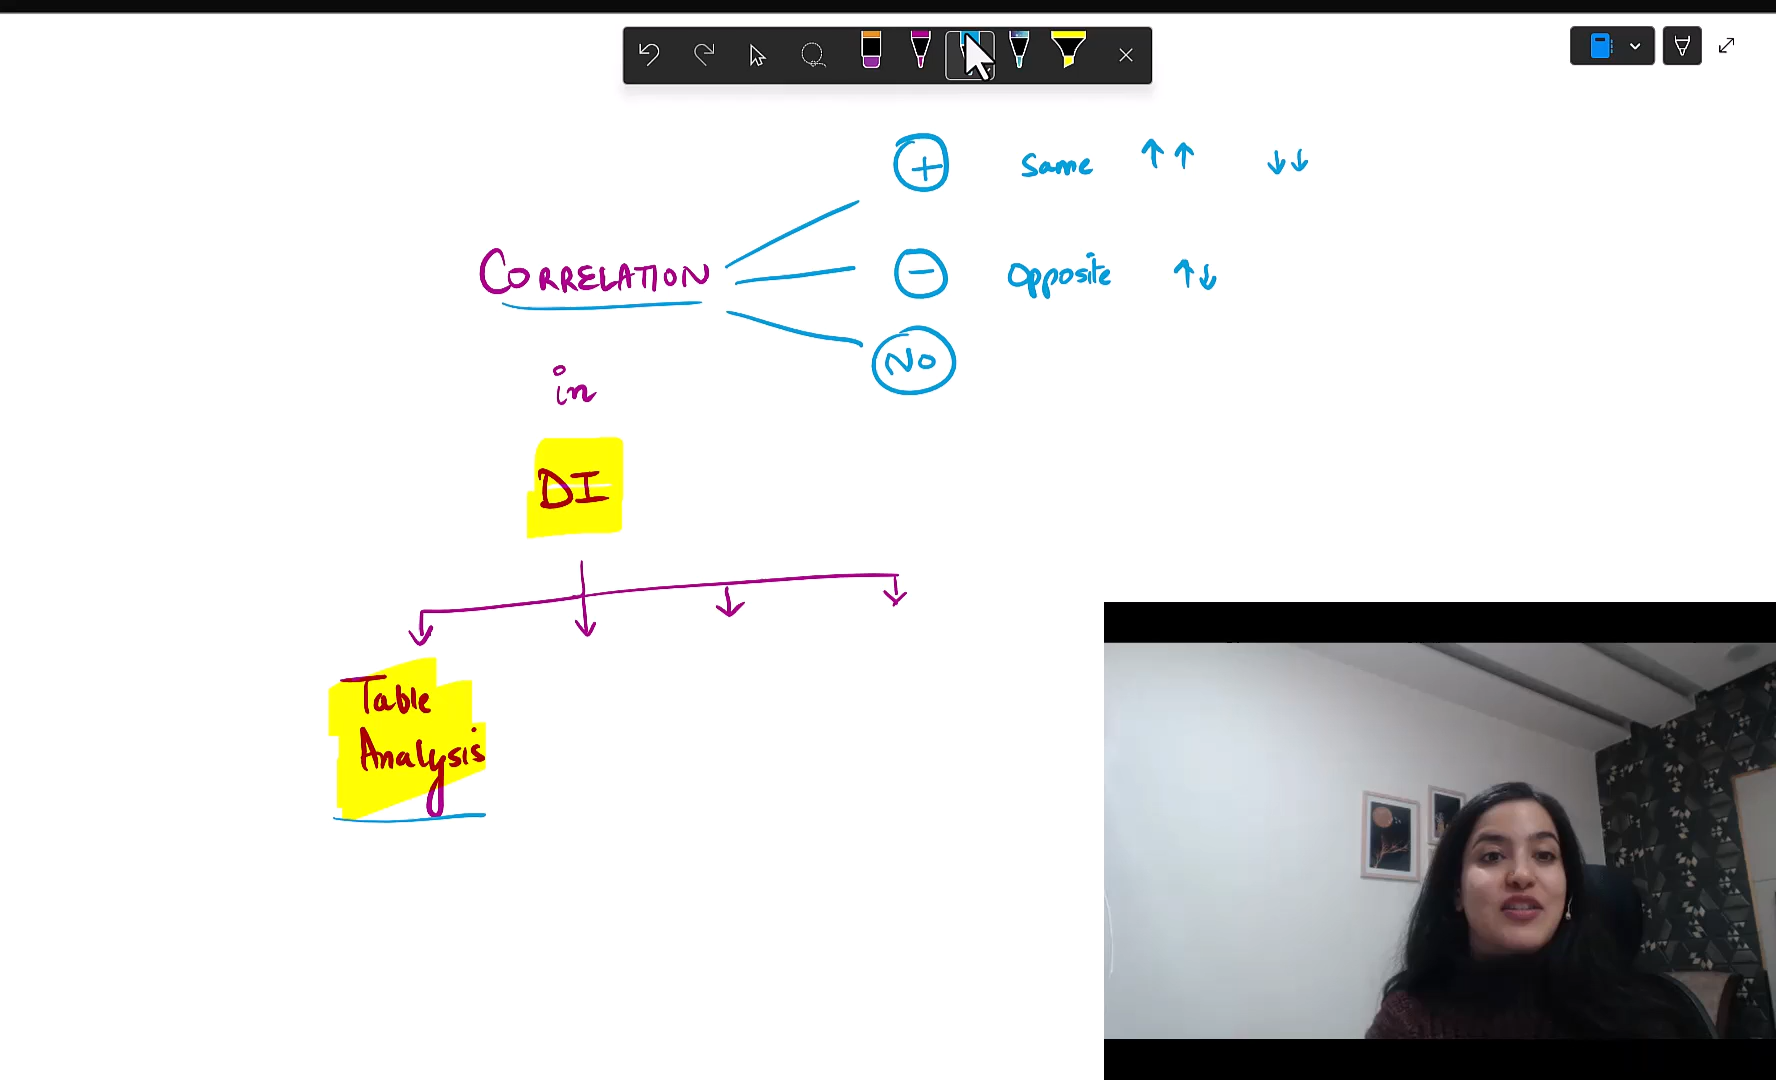 + Same ↑↑ ↓↓
CORRELATION
− Opposite ↑↓
No
in
DI
Table
Analysis